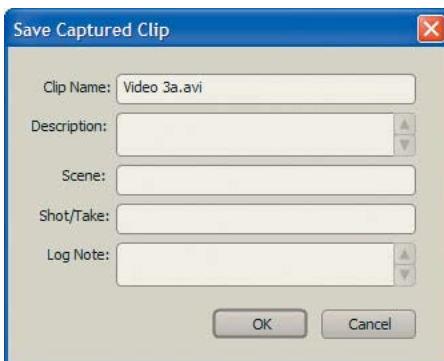 Save Captured Clip
Clip Name: Video 3a.avi
Description:
Scene:
Shot/Take:
Log Note:
OK Cancel